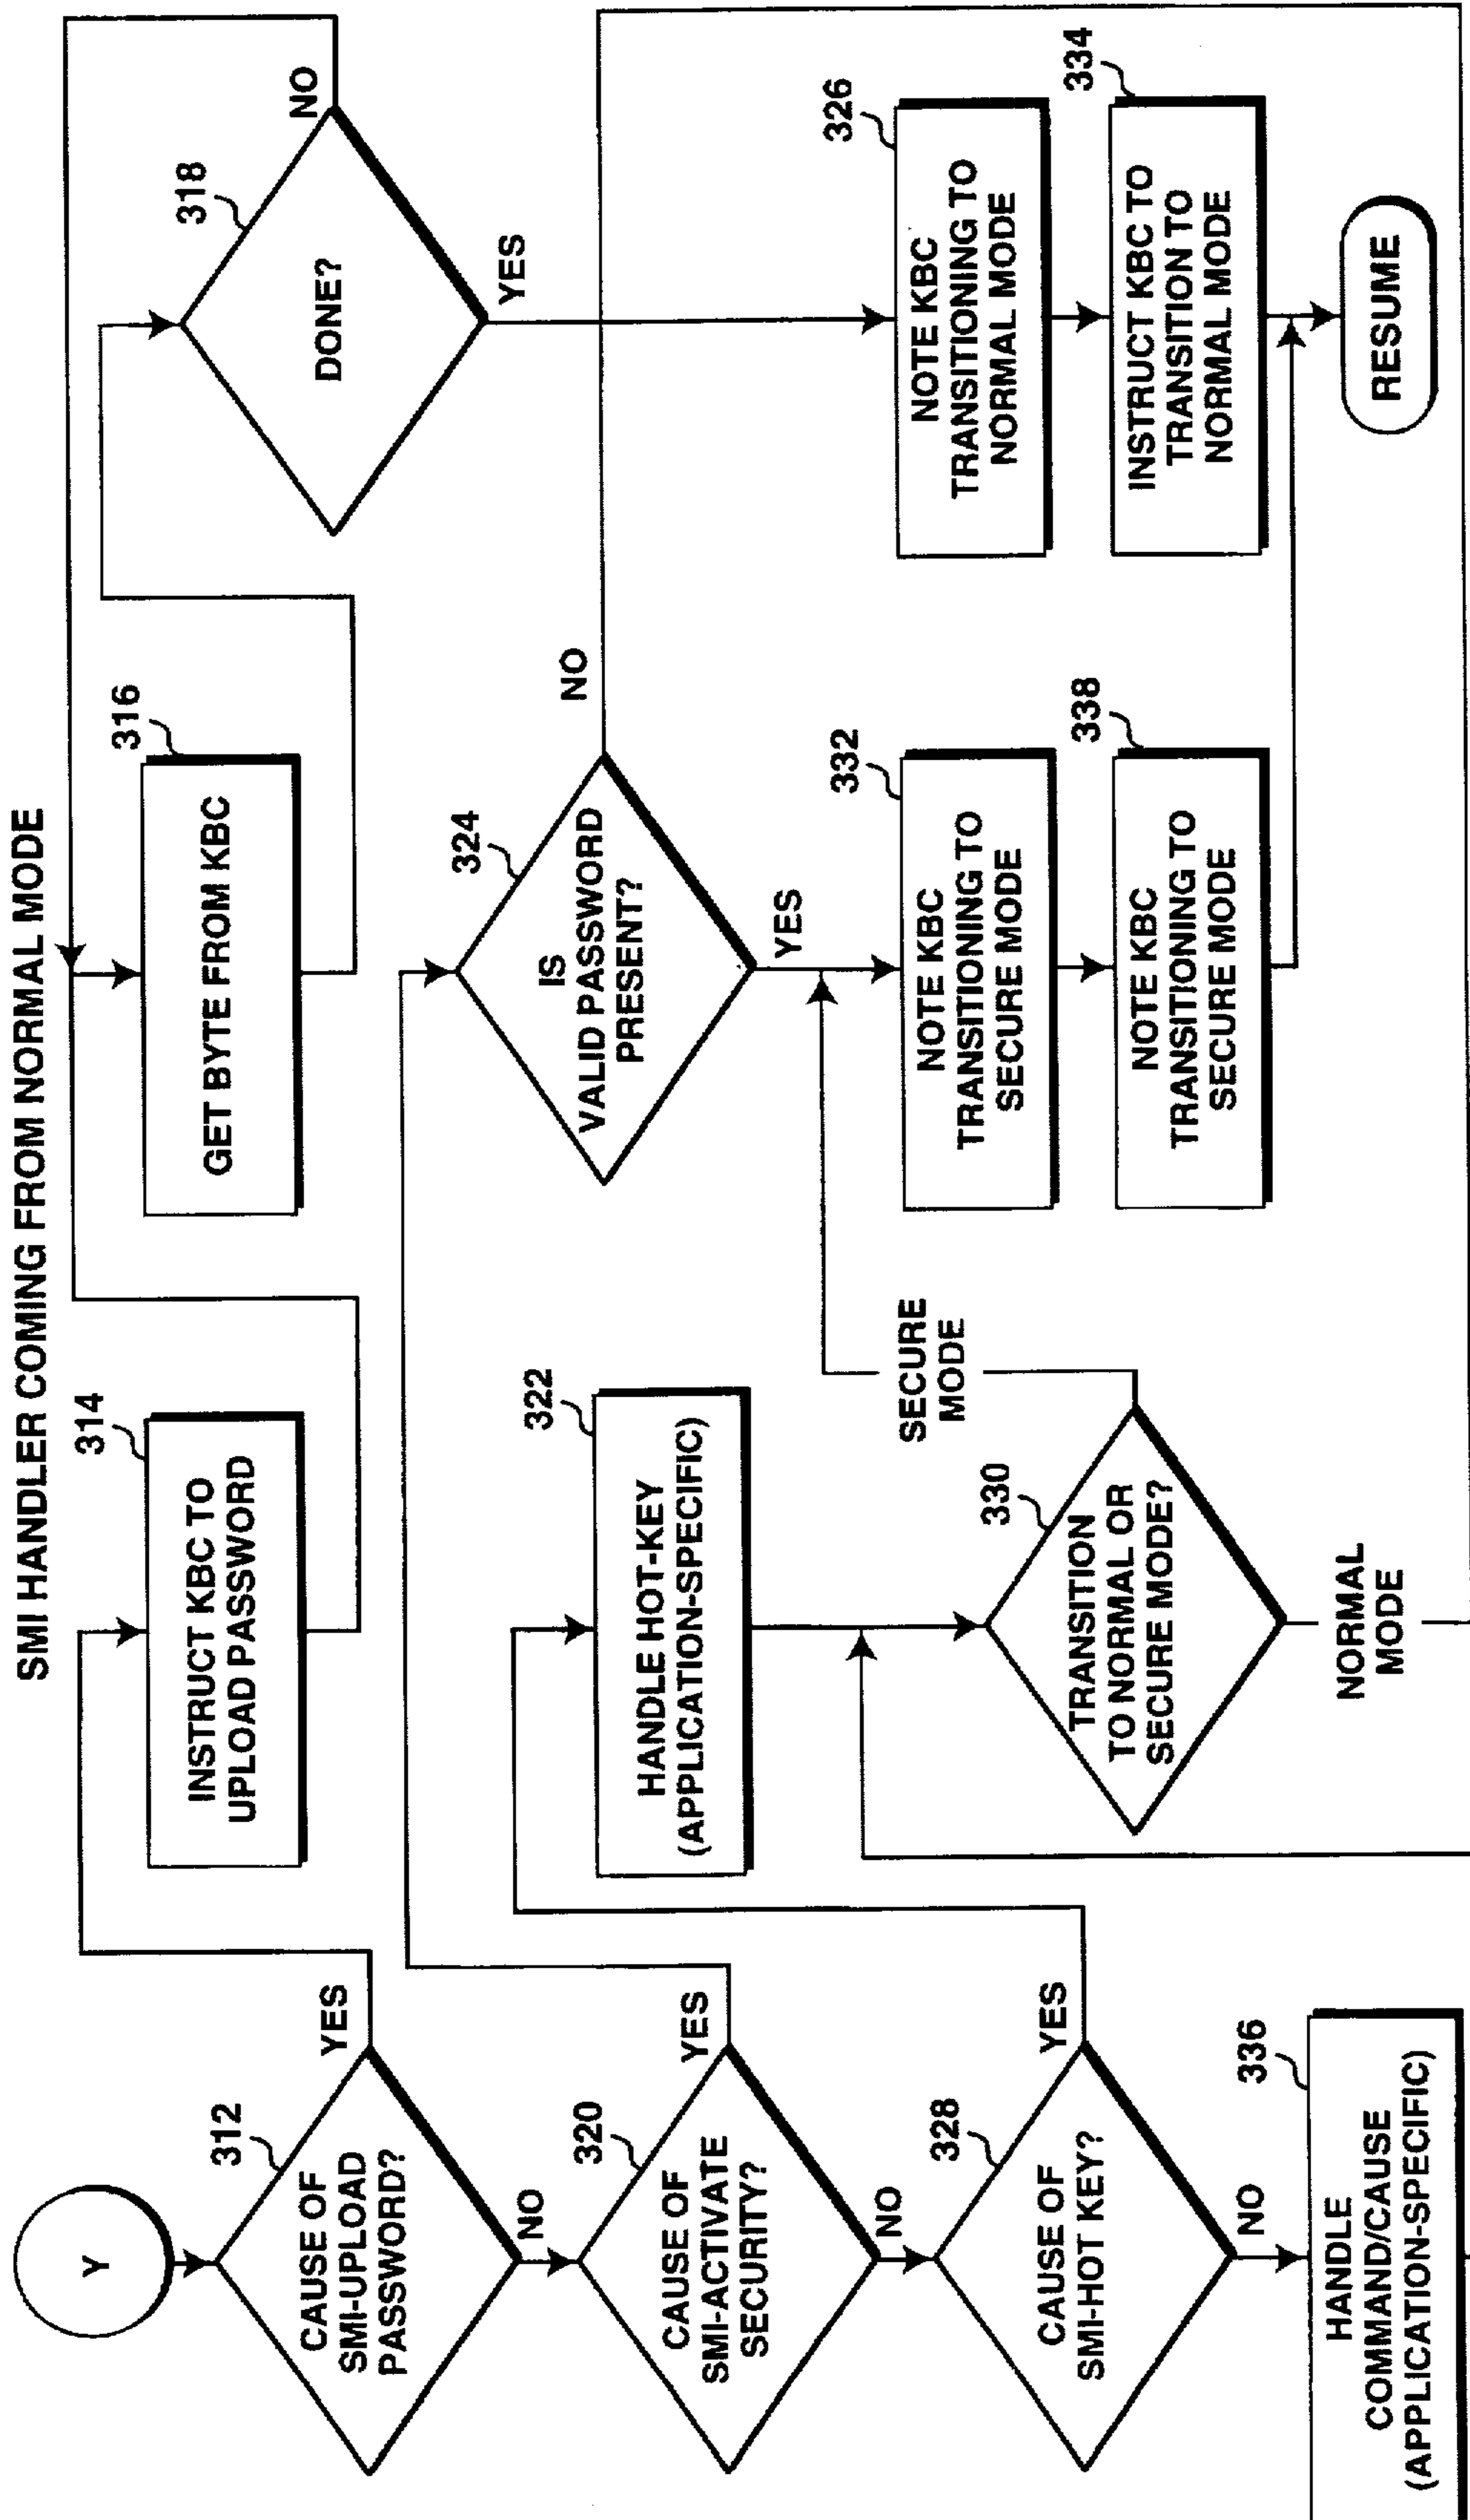 SMI HANDLER COMING FROM NORMAL MODE
Y
312
CAUSE OF
SMI-UPLOAD
PASSWORD?
YES
NO
314
INSTRUCT KBC TO
UPLOAD PASSWORD
316
GET BYTE FROM KBC
318
DONE?
NO
YES
320
CAUSE OF
SMI-ACTIVATE
SECURITY?
YES
NO
322
HANDLE HOT-KEY
(APPLICATION-SPECIFIC)
324
IS
VALID PASSWORD
PRESENT?
NO
YES
326
NOTE KBC
TRANSITIONING TO
NORMAL MODE
328
CAUSE OF
SMI-HOT KEY?
YES
NO
330
TRANSITION
TO NORMAL OR
SECURE MODE?
SECURE
MODE
NORMAL
MODE
332
NOTE KBC
TRANSITIONING TO
SECURE MODE
334
INSTRUCT KBC TO
TRANSITION TO
NORMAL MODE
336
HANDLE
COMMAND/CAUSE
(APPLICATION-SPECIFIC)
338
NOTE KBC
TRANSITIONING TO
SECURE MODE
RESUME